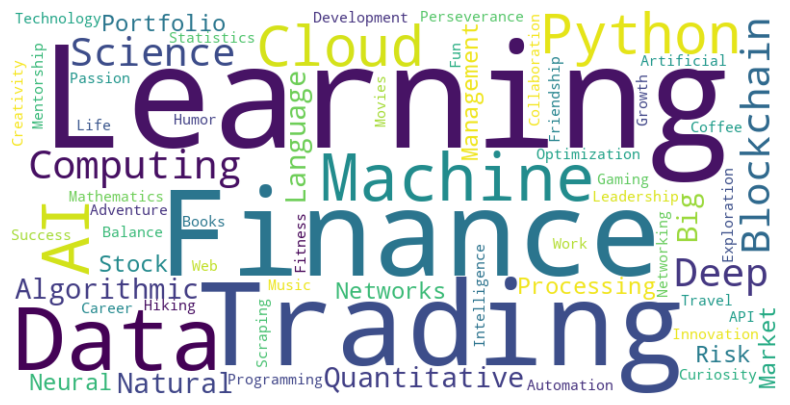 Technology
Portfolio
Development
Perseverance
Science
Statistics
Cloud
Python
Creativity
Mentorship
Passion
Learning
Movies
Fun
Management
Collaboration
Friendship
Artificial
Growth
Blockchain
Life
Humor
Language
Coffee
Computing
Machine
Optimization
Mathematics
Gaming
Leadership
AI
Adventure
Books
Finance
Big
Exploration
Success
Balance
Fitness
Work
Networking
Stock
Web
Intelligence
Deep
Algorithmic
Music
Networks
Processing
Career
Hiking
Trading
Travel
API
Market
Data
Scraping
Innovation
Risk
Neural
Natural
Programming
Quantitative
Automation
Curiosity